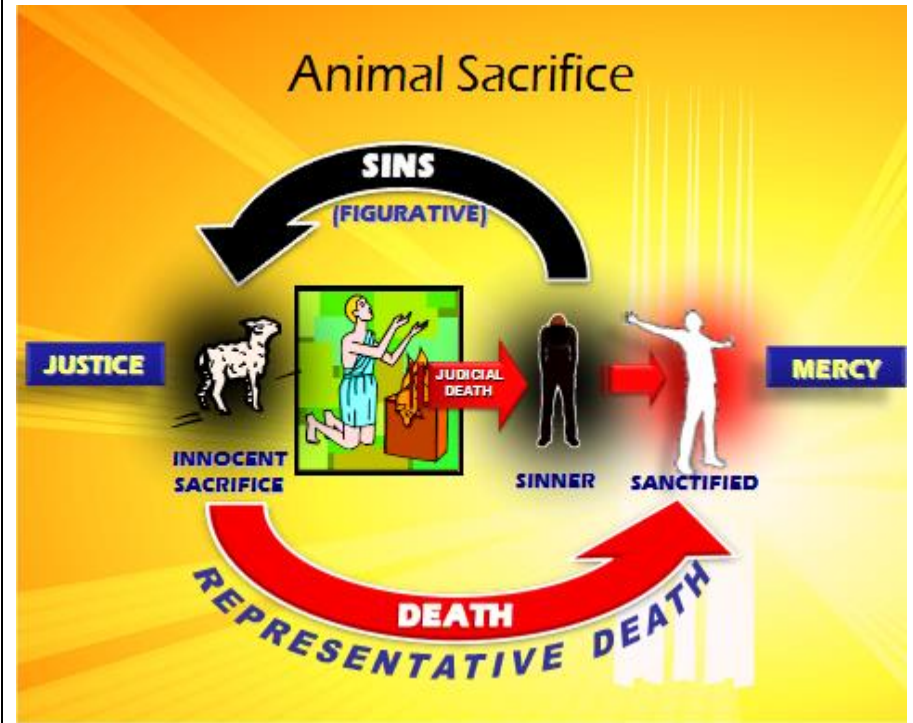 Animal Sacrifice
SINS
(FIGURATIVE)
JUSTICE
JUDICIAL
DEATH
MERCY
INNOCENT
SACRIFICE
SINNER
SANCTIFIED
DEATH
REPRESENTATIVE DEATH